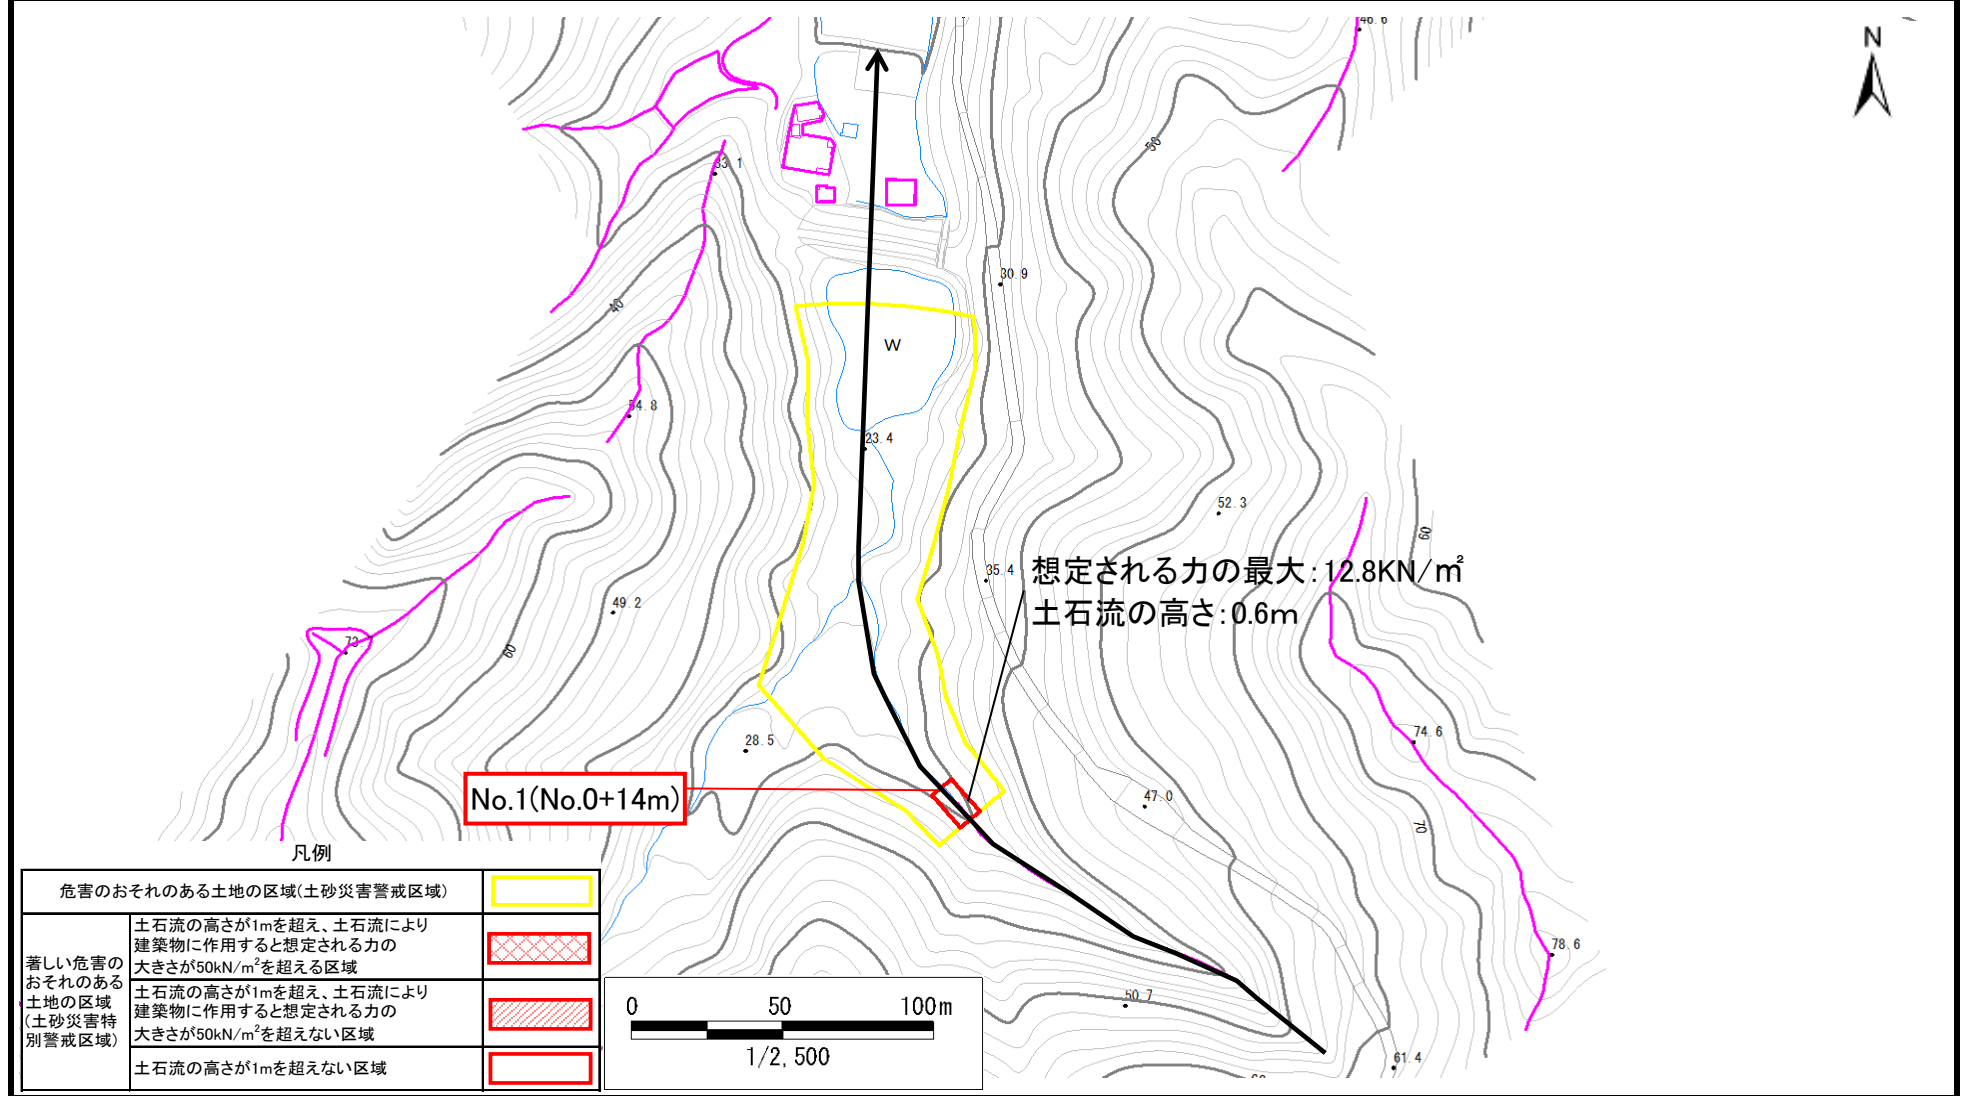 46.6
N
33.1
50
30.9
40
W
54.8
23.4
52.3
60
想定される力の最大：12.8KN/㎡
35.4
土石流の高さ：0.6m
49.2
73.
60
74.6
28.5
No.1(No.0+14m)
47.0
70
凡例
危害のおそれのある土地の区域(土砂災害警戒区域)
著しい危害の
おそれのある
土地の区域
(土砂災害特
別警戒区域)
土石流の高さが1mを超え、土石流により
建築物に作用すると想定される力の
大きさが50kN/m²を超える区域
土石流の高さが1mを超え、土石流により
建築物に作用すると想定される力の
大きさが50kN/m²を超えない区域
土石流の高さが1mを超えない区域
78.6
50.7
0 50 100m
1/2,500
61.4